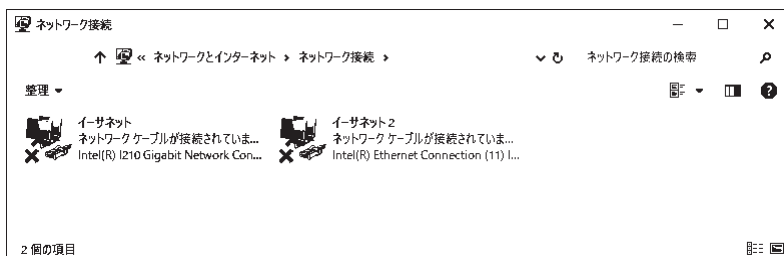 ネットワーク接続
« ネットワークとインターネット › ネットワーク接続 ›
ネットワーク接続の検索
整理
イーサネット
ネットワーク ケーブルが接続されていま...
Intel(R) I210 Gigabit Network Con...
イーサネット 2
ネットワーク ケーブルが接続されていま...
Intel(R) Ethernet Connection (11) I...
2 個の項目